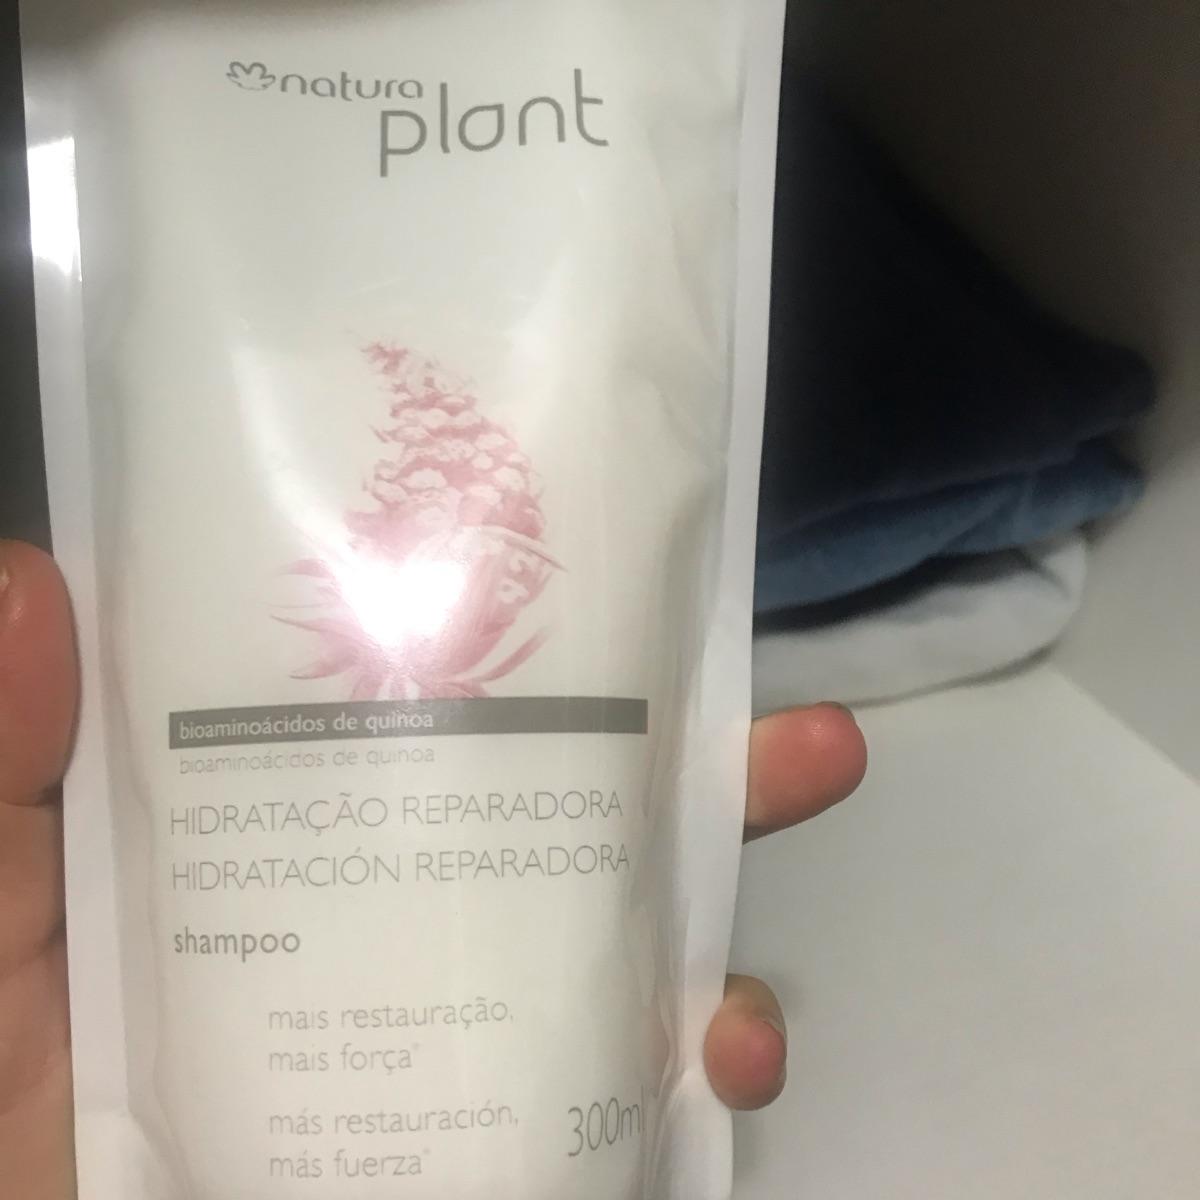 natura
plant
bioaminoácidos de quinoa
bioaminoácidos de quinoa
HIDRATAÇÃO REPARADORA
HIDRATACIÓN REPARADORA
shampoo
mais restauração,
mais força*
más restauración,
más fuerza*
300ml